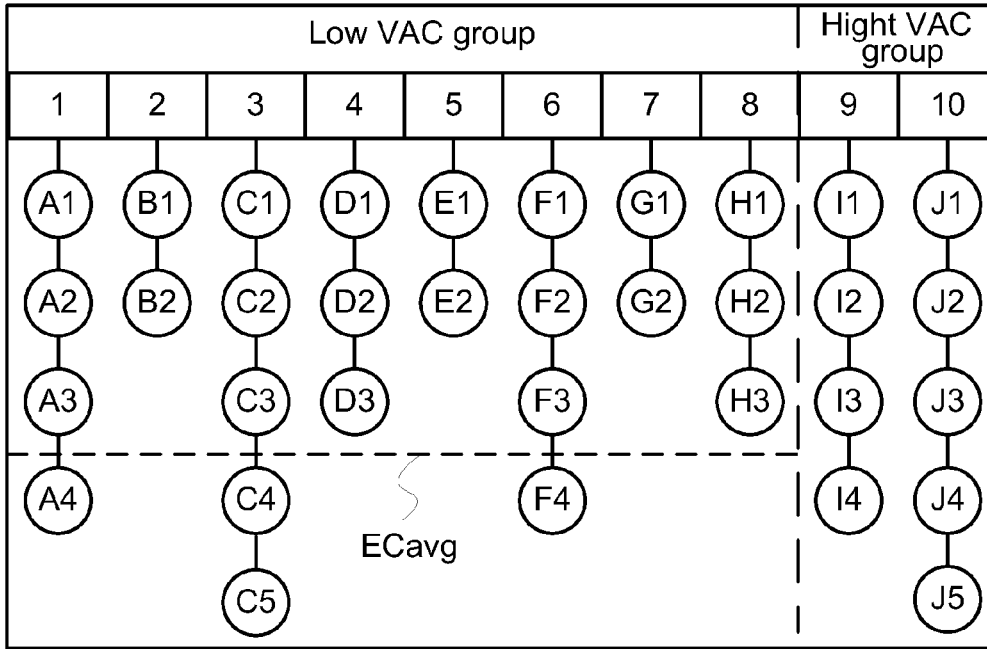 Low VAC group
Hight VAC
group
1 2 3 4 5 6 7 8 9 10
A1 B1 C1 D1 E1 F1 G1 H1 I1 J1
A2 B2 C2 D2 E2 F2 G2 H2 I2 J2
A3 C3 D3 F3 H3 I3 J3
A4 C4 F4 I4 J4
ECavg
C5 J5